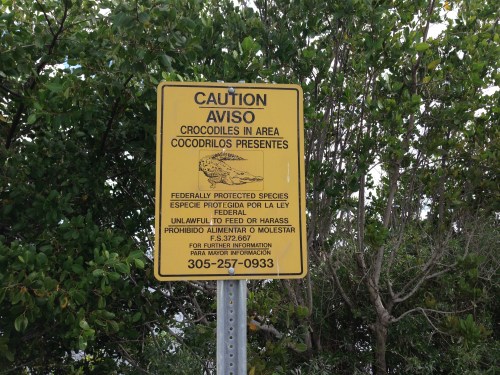 CAUTION
AVISO
CROCODILES IN AREA
COCODRILOS PRESENTES
FEDERALLY PROTECTED SPECIES
ESPECIE PROTEGIDA POR LA LEY
FEDERAL
UNLAWFUL TO FEED OR HARASS
PROHIBIDO ALIMENTAR O MOLESTAR
F.S.372.667
FOR FURTHER INFORMATION
PARA MAYOR INFORMACIÓN
305-257-0933